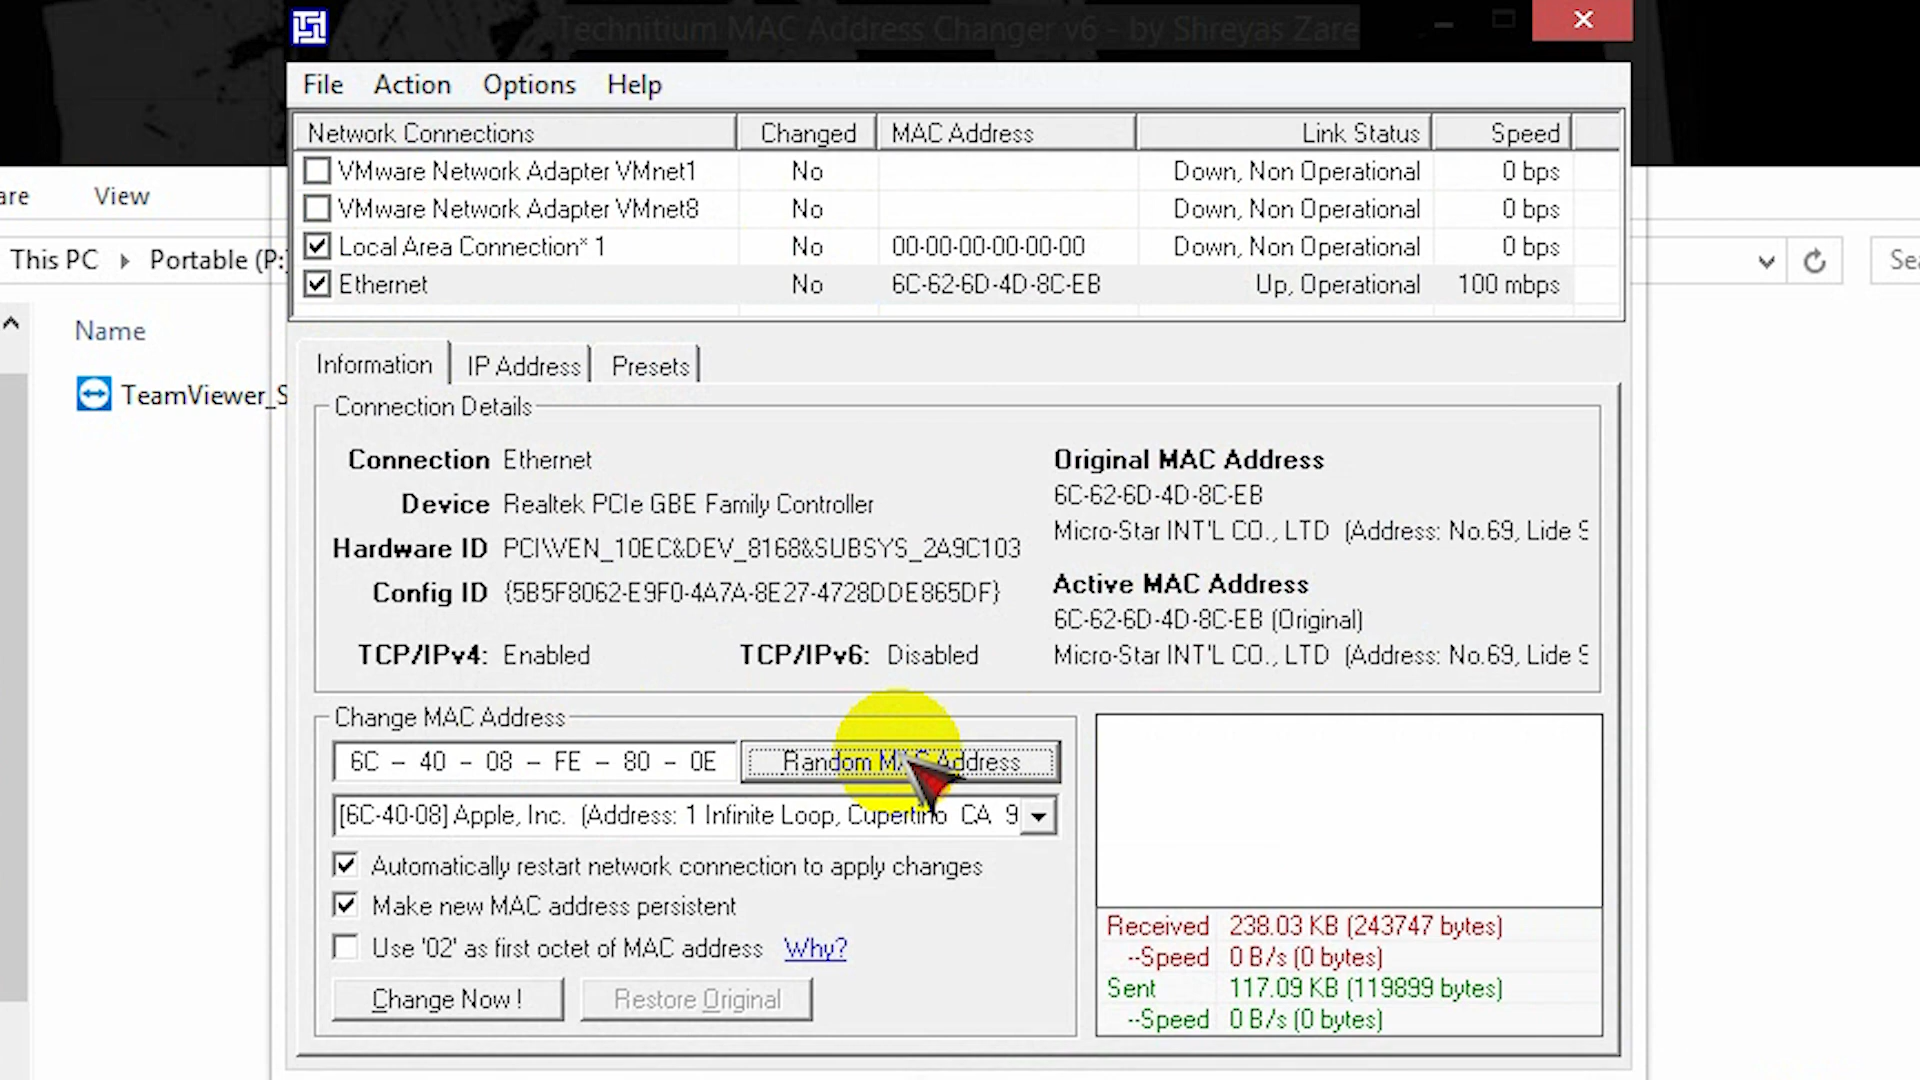 Technitium MAC Address Changer v6 - by Shreyas Zare
File Action Options Help
Network Connections Changed MAC Address Link Status Speed
VMware Network Adapter VMnet1 No Down, Non Operational 0 bps
VMware Network Adapter VMnet8 No Down, Non Operational 0 bps
Local Area Connection* 1 No 00-00-00-00-00-00 Down, Non Operational 0 bps
Ethernet No 6C-62-6D-4D-8C-EB Up, Operational 100 mbps
View
This PC Portable (P:
Name
TeamViewer_S
Information IP Address Presets
Connection Details
Connection Ethernet
Device Realtek PCIe GBE Family Controller
Hardware ID PCI\VEN_10EC&DEV_8168&SUBSYS_2A9C103
Config ID {5B5F8062-E9F0-4A7A-8E27-4728DDE865DF}
TCP/IPv4: Enabled TCP/IPv6: Disabled
Original MAC Address
6C-62-6D-4D-8C-EB
Micro-Star INT'L CO., LTD (Address: No.69, Lide S
Active MAC Address
6C-62-6D-4D-8C-EB (Original)
Micro-Star INT'L CO., LTD (Address: No.69, Lide S
Change MAC Address
6C - 40 - 08 - FE - 80 - 0E Random MAC Address
[6C-40-08] Apple, Inc. (Address: 1 Infinite Loop, Cupertino CA 9
Automatically restart network connection to apply changes
Make new MAC address persistent
Use '02' as first octet of MAC address Why?
Change Now ! Restore Original
Received 238.03 KB (243747 bytes)
--Speed 0 B/s (0 bytes)
Sent 117.09 KB (119899 bytes)
--Speed 0 B/s (0 bytes)